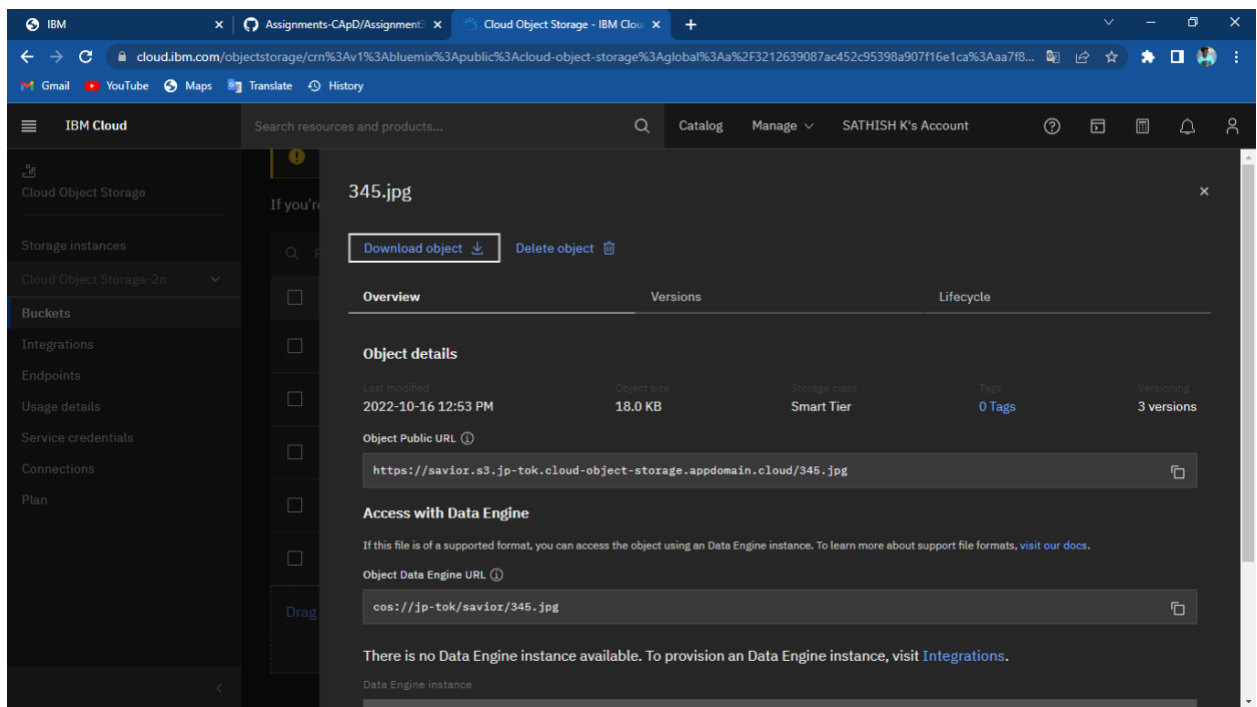 IBM
Assignments-CApD/Assignment3
Cloud Object Storage - IBM Clou
cloud.ibm.com/objectstorage/crn%3Av1%3Abluemix%3Apublic%3Acloud-object-storage%3Aglobal%3Aa%2F3212639087ac452c95398a907f16e1ca%3Aaa7f8...
Gmail YouTube Maps Translate History
IBM Cloud
Search resources and products...
Catalog Manage SATHISH K's Account
Cloud Object Storage
Storage instances
Cloud Object Storage-2n
Buckets
Integrations
Endpoints
Usage details
Service credentials
Connections
Plan
If you're
Drag
345.jpg
Download object Delete object
Overview Versions Lifecycle
Object details
Last modified Object size Storage class Tags Versioning
2022-10-16 12:53 PM 18.0 KB Smart Tier 0 Tags 3 versions
Object Public URL
https://savior.s3.jp-tok.cloud-object-storage.appdomain.cloud/345.jpg
Access with Data Engine
If this file is of a supported format, you can access the object using an Data Engine instance. To learn more about support file formats, visit our docs.
Object Data Engine URL
cos://jp-tok/savior/345.jpg
There is no Data Engine instance available. To provision an Data Engine instance, visit Integrations.
Data Engine instance